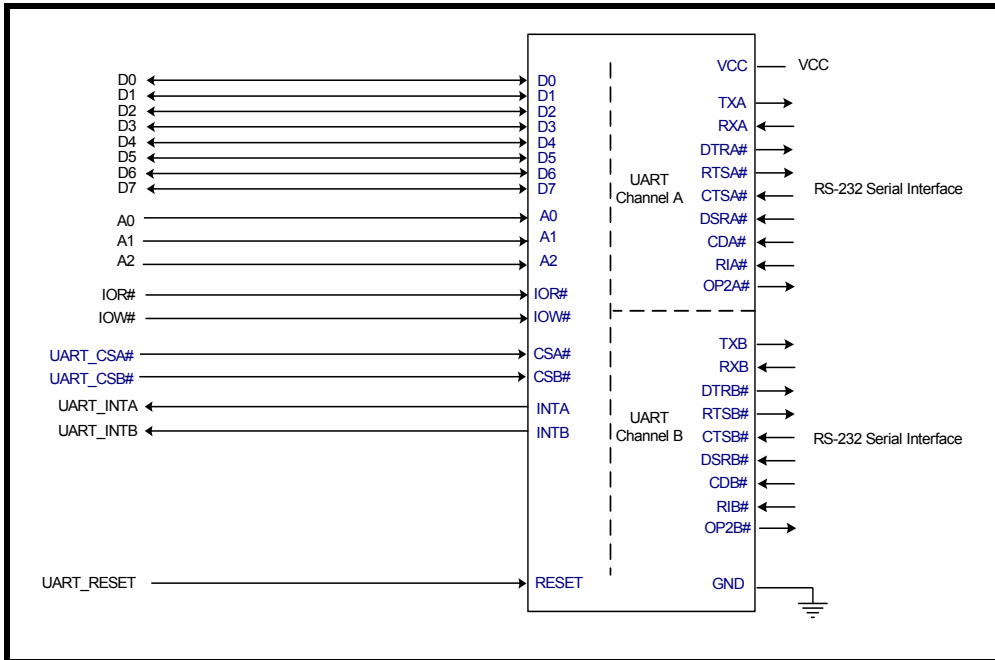 D0
D1
D2
D3
D4
D5
D6
D7
A0
A1
A2
IOR#
IOW#
UART_CSA#
UART_CSB#
UART_INTA
UART_INTB
UART_RESET
D0
D1
D2
D3
D4
D5
D6
D7
A0
A1
A2
IOR#
IOW#
CSA#
CSB#
INTA
INTB
RESET
UART
Channel A
UART
Channel B
VCC
TXA
RXA
DTRA#
RTSA#
CTSA#
DSRA#
CDA#
RIA#
OP2A#
TXB
RXB
DTRB#
RTSB#
CTSB#
DSRB#
CDB#
RIB#
OP2B#
GND
VCC
RS-232 Serial Interface
RS-232 Serial Interface